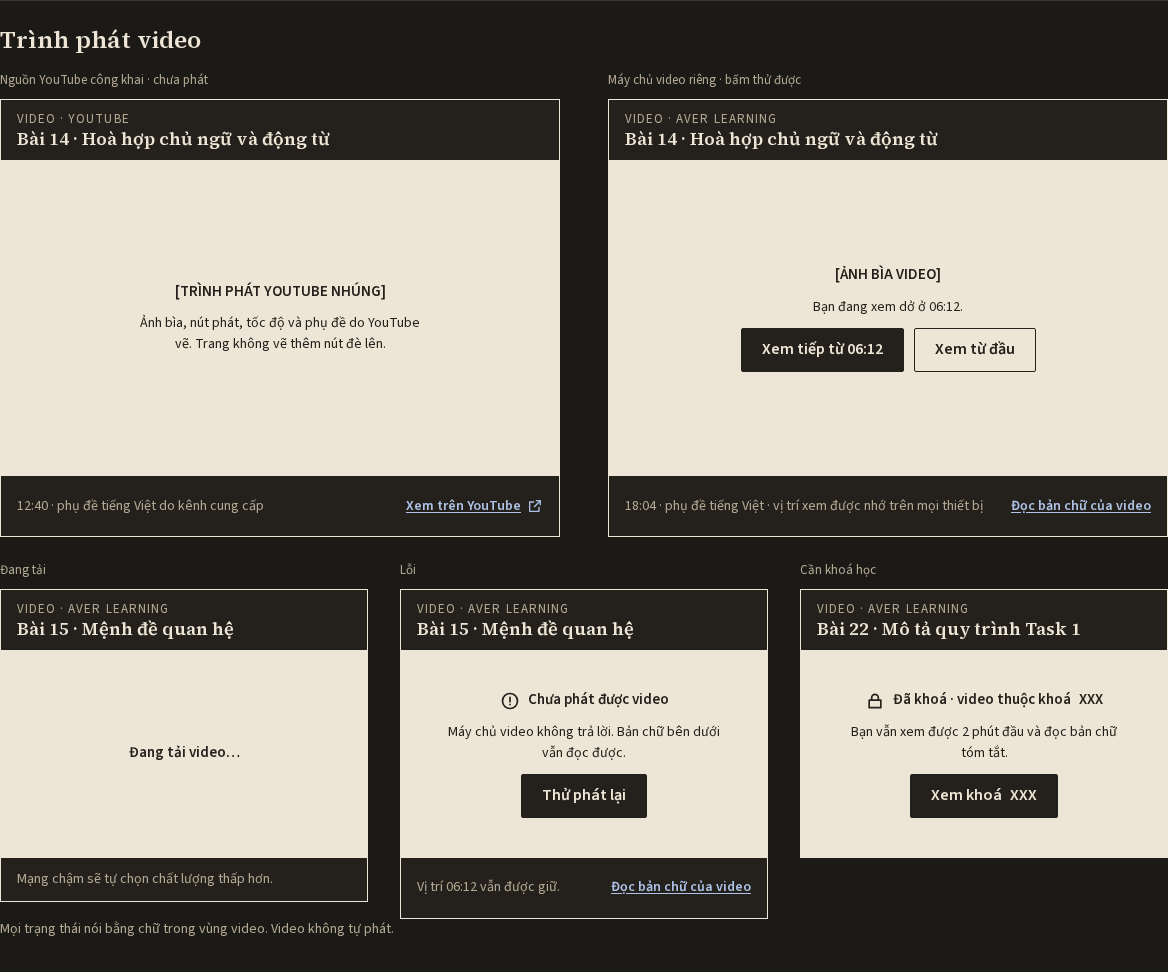 Trình phát video
Nguồn YouTube công khai · chưa phát
VIDEO · YOUTUBE
Bài 14 · Hoà hợp chủ ngữ và động từ
[TRÌNH PHÁT YOUTUBE NHÚNG]
Ảnh bìa, nút phát, tốc độ và phụ đề do YouTube
vẽ. Trang không vẽ thêm nút đè lên.
12:40 · phụ đề tiếng Việt do kênh cung cấp
Xem trên YouTube
Máy chủ video riêng · bấm thử được
VIDEO · AVER LEARNING
Bài 14 · Hoà hợp chủ ngữ và động từ
[ẢNH BÌA VIDEO]
Bạn đang xem dở ở 06:12.
Xem tiếp từ 06:12
Xem từ đầu
18:04 · phụ đề tiếng Việt · vị trí xem được nhớ trên mọi thiết bị
Đọc bản chữ của video
Đang tải
VIDEO · AVER LEARNING
Bài 15 · Mệnh đề quan hệ
Đang tải video…
Mạng chậm sẽ tự chọn chất lượng thấp hơn.
Lỗi
VIDEO · AVER LEARNING
Bài 15 · Mệnh đề quan hệ
Chưa phát được video
Máy chủ video không trả lời. Bản chữ bên dưới
vẫn đọc được.
Thử phát lại
Vị trí 06:12 vẫn được giữ.
Đọc bản chữ của video
Cần khoá học
VIDEO · AVER LEARNING
Bài 22 · Mô tả quy trình Task 1
Đã khoá · video thuộc khoá XXX
Bạn vẫn xem được 2 phút đầu và đọc bản chữ
tóm tắt.
Xem khoá XXX
Mọi trạng thái nói bằng chữ trong vùng video. Video không tự phát.